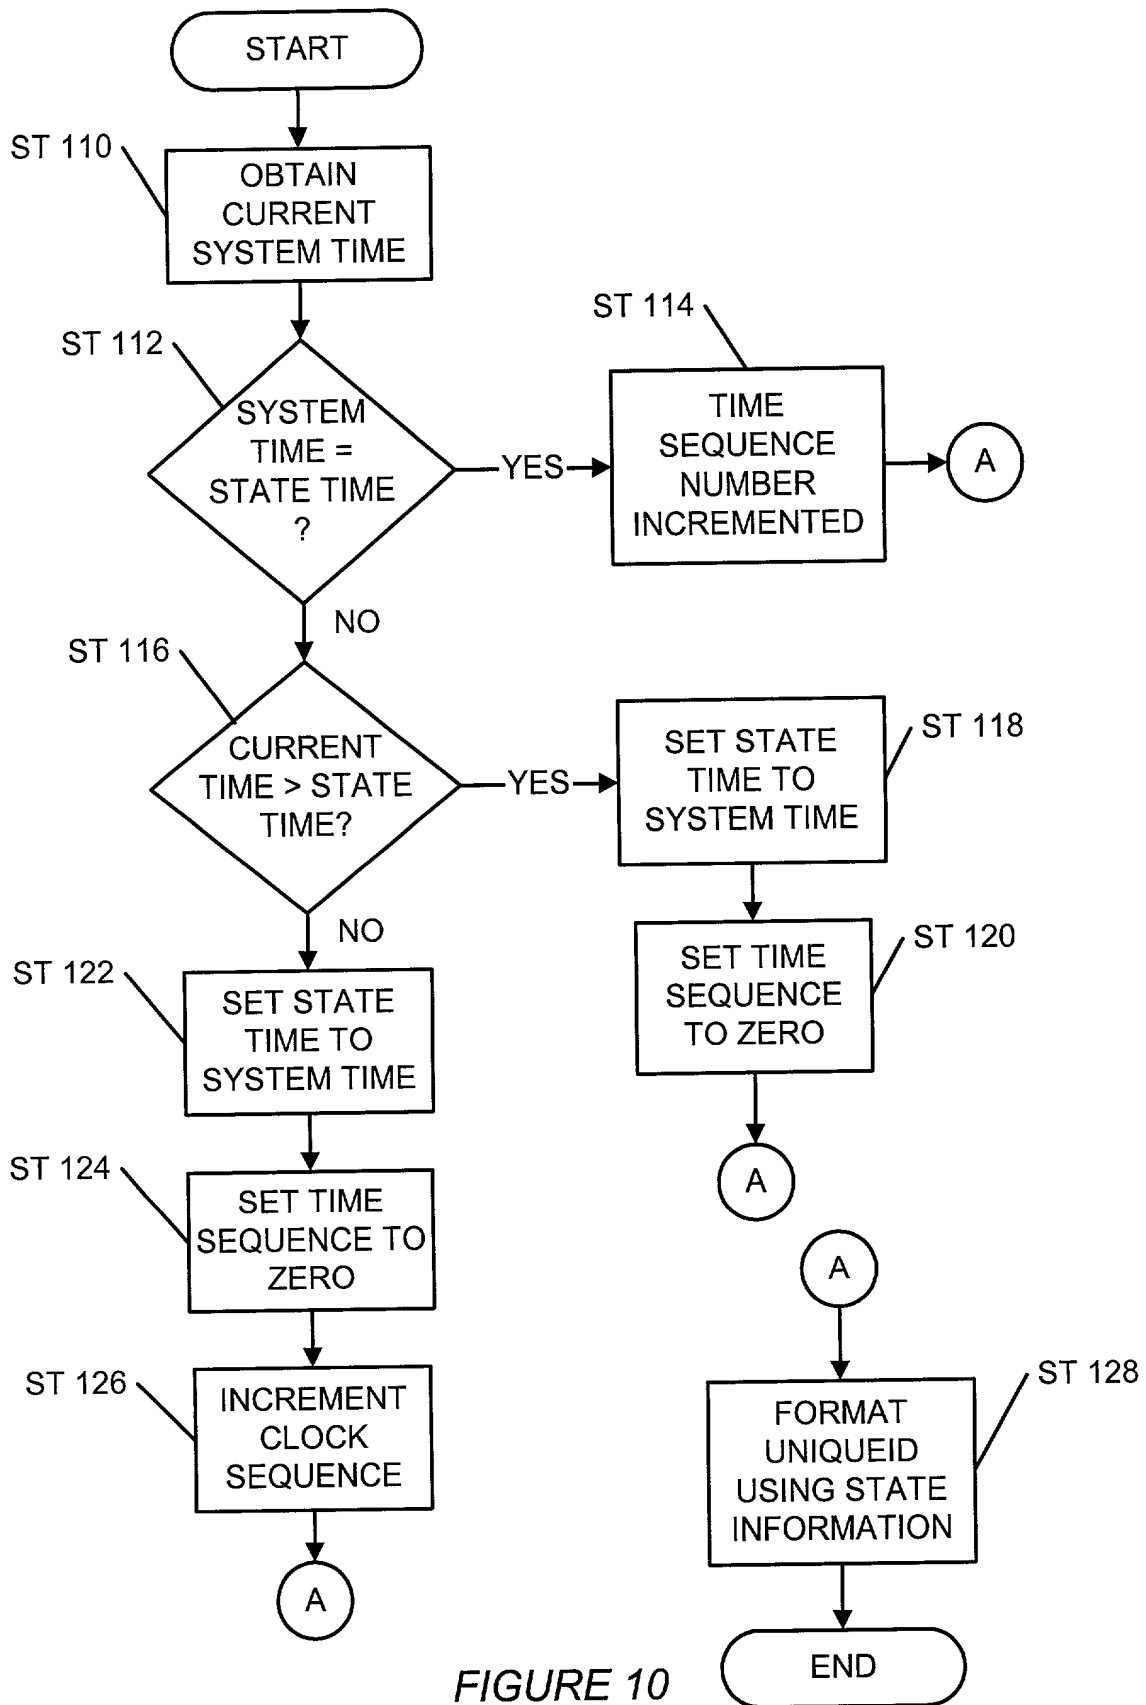 START
ST 110
OBTAIN
CURRENT
SYSTEM TIME
ST 112
SYSTEM
TIME =
STATE TIME
?
YES
ST 114
TIME
SEQUENCE
NUMBER
INCREMENTED
A
NO
ST 116
CURRENT
TIME > STATE
TIME?
YES
SET STATE
TIME TO
SYSTEM TIME
ST 118
SET TIME
SEQUENCE
TO ZERO
ST 120
A
NO
ST 122
SET STATE
TIME TO
SYSTEM TIME
ST 124
SET TIME
SEQUENCE TO
ZERO
ST 126
INCREMENT
CLOCK
SEQUENCE
A
A
FORMAT
UNIQUEID
USING STATE
INFORMATION
ST 128
END
FIGURE 10